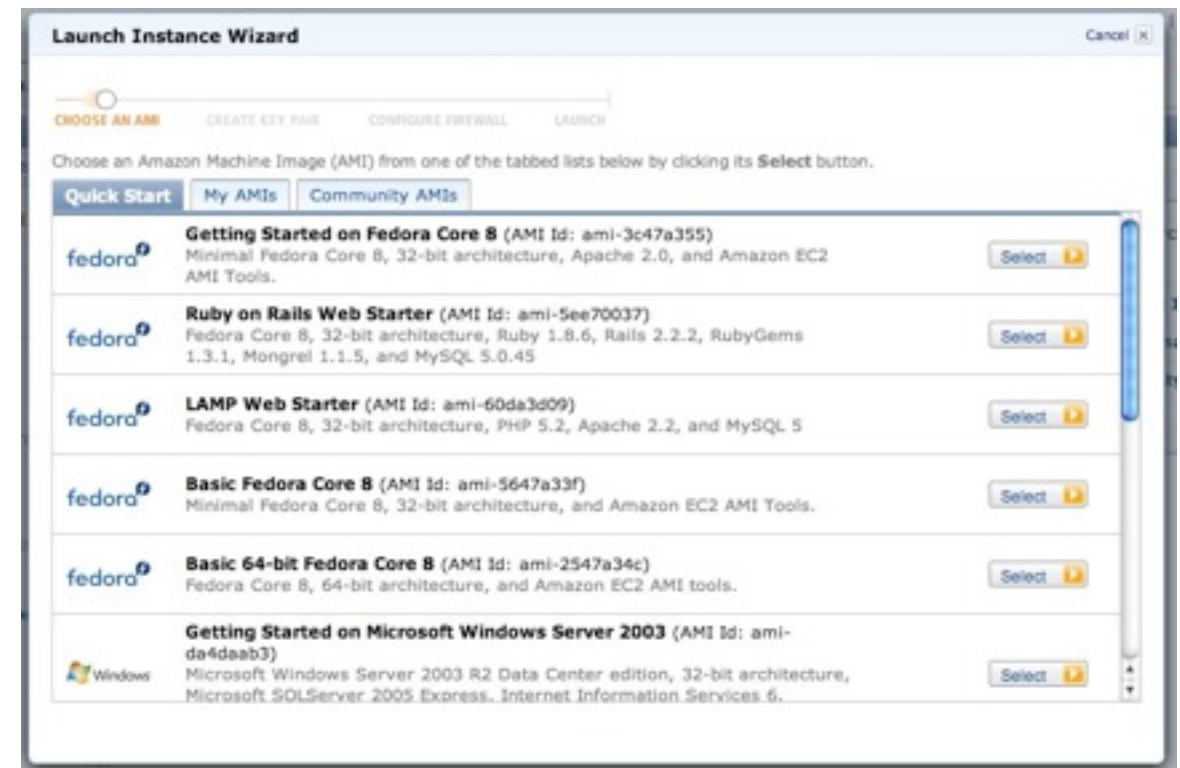 Launch Instance Wizard
Cancel
CHOOSE AN AMI CREATE KEY PAIR CONFIGURE FIREWALL LAUNCH
Choose an Amazon Machine Image (AMI) from one of the tabbed lists below by clicking its Select button.
Quick Start My AMIs Community AMIs
fedora
Getting Started on Fedora Core 8 (AMI Id: ami-3c47a355)
Minimal Fedora Core 8, 32-bit architecture, Apache 2.0, and Amazon EC2
AMI Tools.
Select
fedora
Ruby on Rails Web Starter (AMI Id: ami-5ee70037)
Fedora Core 8, 32-bit architecture, Ruby 1.8.6, Rails 2.2.2, RubyGems
1.3.1, Mongrel 1.1.5, and MySQL 5.0.45
Select
fedora
LAMP Web Starter (AMI Id: ami-60da3d09)
Fedora Core 8, 32-bit architecture, PHP 5.2, Apache 2.2, and MySQL 5
Select
fedora
Basic Fedora Core 8 (AMI Id: ami-5647a33f)
Minimal Fedora Core 8, 32-bit architecture, and Amazon EC2 AMI Tools.
Select
fedora
Basic 64-bit Fedora Core 8 (AMI Id: ami-2547a34c)
Fedora Core 8, 64-bit architecture, and Amazon EC2 AMI tools.
Select
Windows
Getting Started on Microsoft Windows Server 2003 (AMI Id: ami-
da4daab3)
Microsoft Windows Server 2003 R2 Data Center edition, 32-bit architecture,
Microsoft SQLServer 2005 Express, Internet Information Services 6,
Select